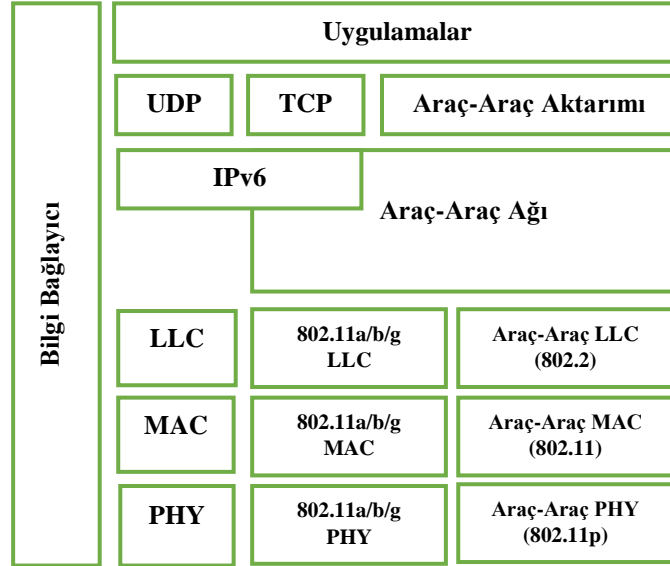 Bilgi Bağlayıcı
Uygulamalar
UDP
TCP
Araç-Araç Aktarımı
IPv6
Araç-Araç Ağı
LLC
802.11a/b/g
LLC
Araç-Araç LLC
(802.2)
MAC
802.11a/b/g
MAC
Araç-Araç MAC
(802.11)
PHY
802.11a/b/g
PHY
Araç-Araç PHY
(802.11p)